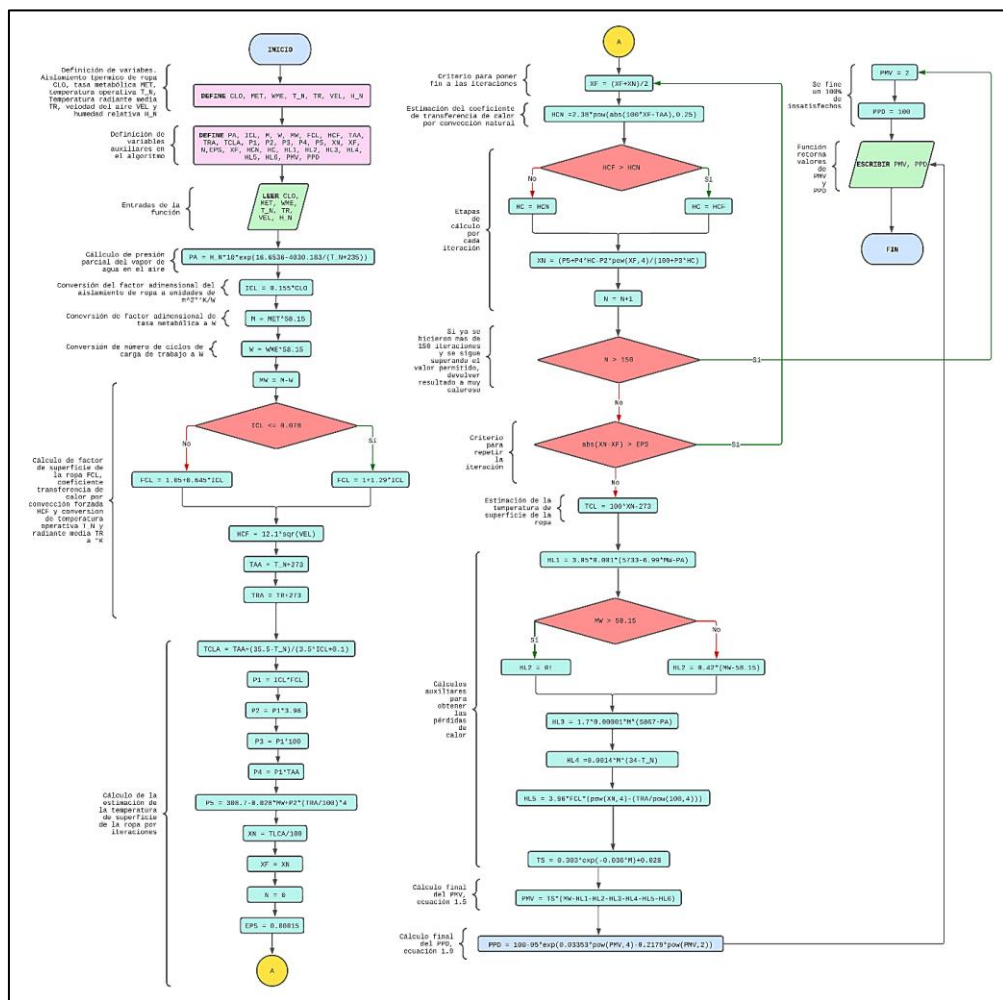 INICIO
Definición de variables.
Aislamiento tpermico de ropa
CLO, tasa metabólica MET,
temperatura operativa T_N,
Temperatura radiante media
TR, velocidad del aire VEL y
humedad relativa H_N
DEFINE CLO, MET, WME, T_N, TR, VEL, H_N
Definición de
variables
auxiliares en
el algoritmo
DEFINE PA, ICL, M, W, MW, FCL, HCF, TAA,
TRA, TCLA, P1, P2, P3, P4, P5, XN, XF,
N,EPS, XF, HCN, HC, HL1, HL2, HL3, HL4,
HL5, HL6, PMV, PPD
Entradas de la
función
LEER CLO,
MET, WME,
T_N, TR,
VEL, H_N
Cállculo de presión
parcial del vapor de
agua en el aire
PA = H_N*10*exp(16.6536-4030.183/(T_N+235))
Conversión del factor adimensional del
aislamiento de ropa a unidades de
m^2*°K/W
ICL = 0.155*CLO
Conevrsión de factor adimensional de
tasa metabólica a W
M = MET*58.15
Conversión de número de ciclos de
carga de trabajo a W
W = WME*58.15
MW = M-W
Cálculo de factor
de superficie de
la ropa FCL,
coeficiente
transferencia de
calor por
convección forzada
HCF y conversion
de temperatura
operativa T_N y
radiante media TR
a °K
ICL <= 0.078
No
Sí
FCL = 1.05+0.645*ICL
FCL = 1+1.29*ICL
HCF = 12.1*sqr(VEL)
TAA = T_N+273
TRA = TR+273
Cálculo de la
estimación de
la temperatura
de superficie
de la ropa por
iteraciones
TCLA = TAA+(35.5-T_N)/(3.5*ICL+0.1)
P1 = ICL*FCL
P2 = P1*3.96
P3 = P1*100
P4 = P1*TAA
P5 = 308.7-0.028*MW+P2*(TRA/100)*4
XN = TLCA/100
XF = XN
N = 0
EPS = 0.00015
A
A
Criterio para poner
fin a las iteraciones
XF = (XF+XN)/2
Estimación del coeficiente
de transferencia de calor
por convección natural
HCN =2.38*pow(abs(100*XF-TAA),0.25)
Etapas de
cálculo
por
cada
iteración
HCF > HCN
No
Sí
HC = HCN
HC = HCF
XN = (P5+P4*HC-P2*pow(XF,4)/(100+P3*HC)
N = N+1
Si ya se
hicieron mas de
150 iteraciones
y se sigue
superando el
valor permitido,
devolver
resultado a muy
caluroso
N > 150
Sí
No
Criterio
para
repetir
la
iteración
abs(XN-XF) > EPS
Sí
No
Estimación de la
temperatura de
superficie de la
ropa
TCL = 100*XN-273
Cálculos
auxiliares
para
obtener
las
pérdidas
de
calor
HL1 = 3.05*0.001*(5733-6.99*MW-PA)
MW > 58.15
Sí
No
HL2 = 0!
HL2 = 0.42*(MW-58.15)
HL3 = 1.7*0.00001*M*(5867-PA)
HL4 =0.0014*M*(34-T_N)
HL5 = 3.96*FCL*(pow(XN,4)-(TRA/pow(100,4)))
TS = 0.303*exp(-0.036*M)+0.028
Cálculo final
del PMV,
ecuación 1.5
PMV = TS*(MW-HL1-HL2-HL3-HL4-HL5-HL6)
Cálculo final
del PPD,
ecuación 1.9
PPD = 100-95*exp(0.03353*pow(PMV,4)-0.2179*pow(PMV,2))
Se fine
un 100%
de
issatisfechos
PMV = 2
PPD = 100
Función
retorna
valores
de PMV
y
PPD
ESCRIBIR PMV, PPD
FIN